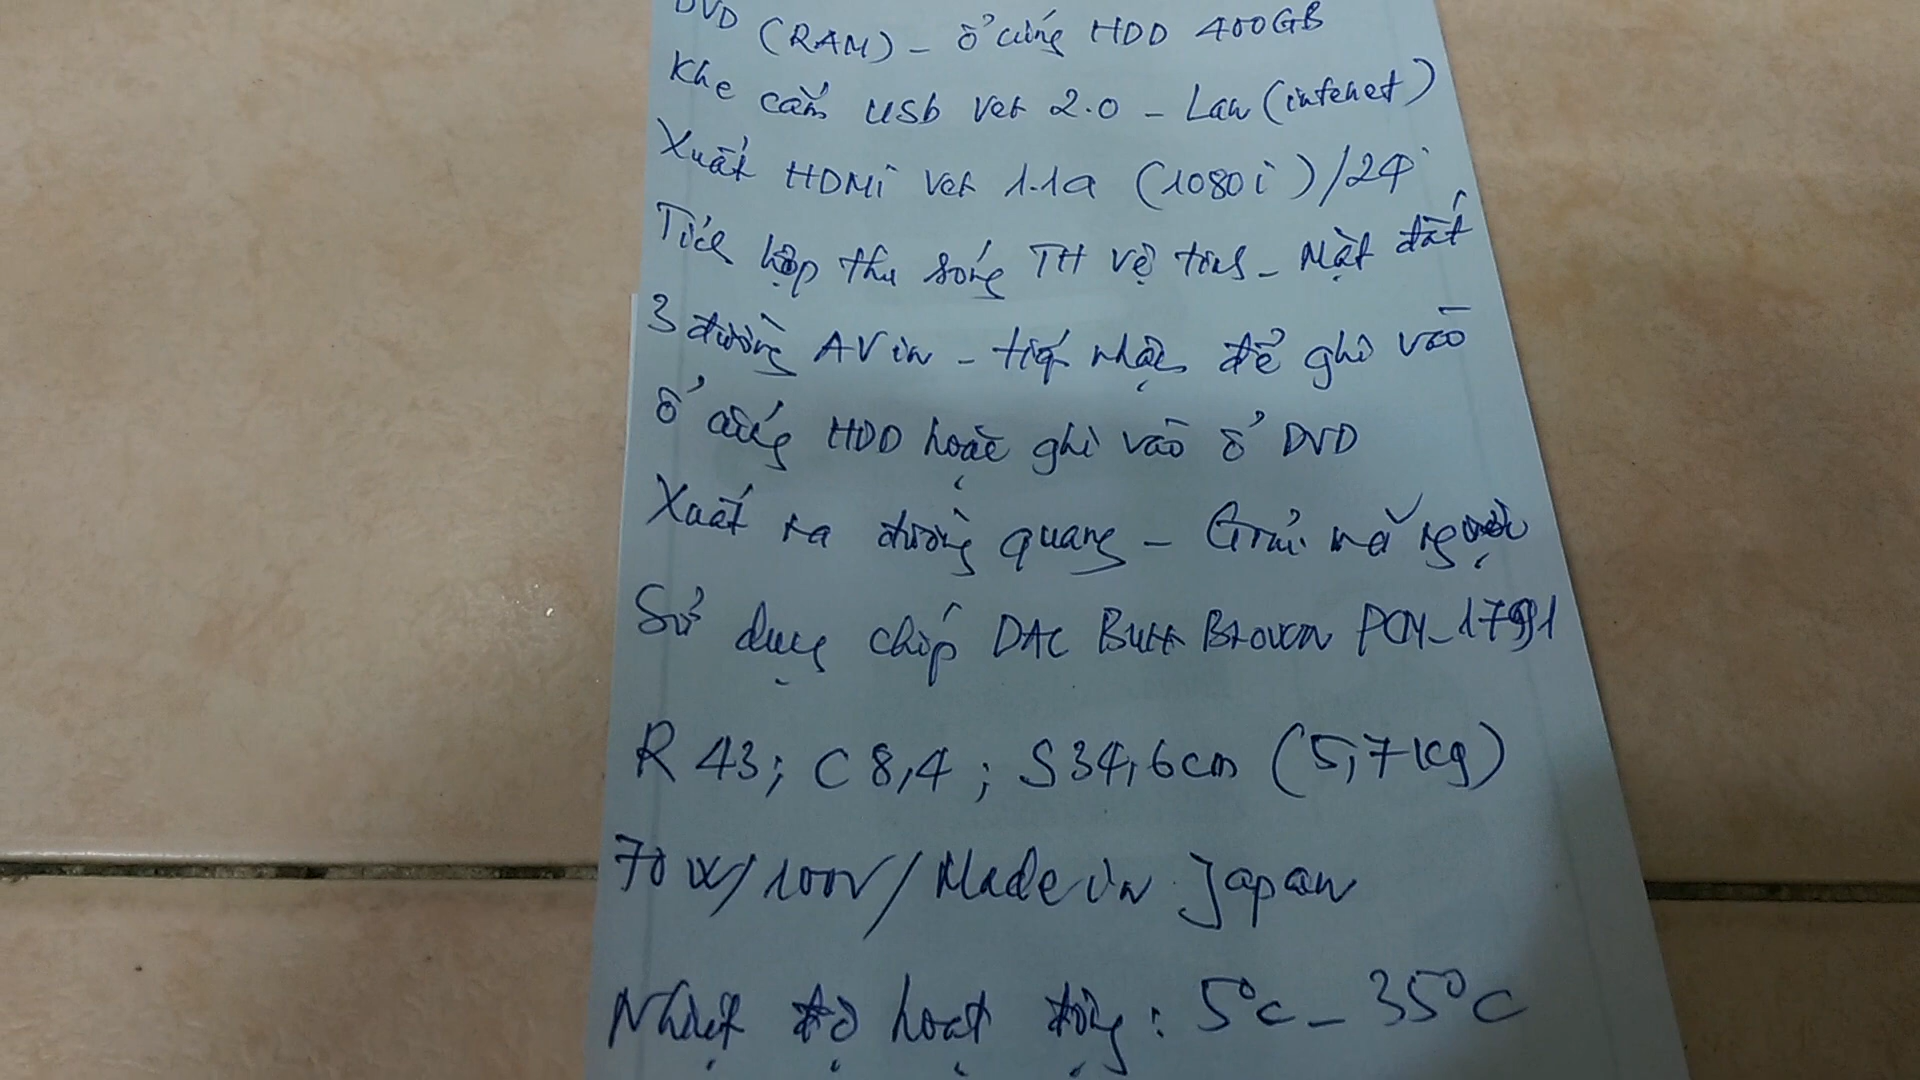 DVD (RAM) - ổ cứng HDD 400GB
Khe cắm USB Ver 2.0 - Lan (intenet)
Xuất HDMi Ver 1.1a (1080i)/24
Tích hợp thu sóng TH vệ tinh - Mặt đất
3 đường AV in - tiếp nhận để ghi vào
ổ cứng HDD hoặc ghi vào ổ DVD
Xuất ra đường quang - Giải mã ngược
Sử dụng chíp DAC Burr Brown PCM-1791
R 43; C 8,4; S 34,6cm (5,7kg)
70W/100V/Made in Japan
Nhiệt độ hoạt động: 5°C - 35°C